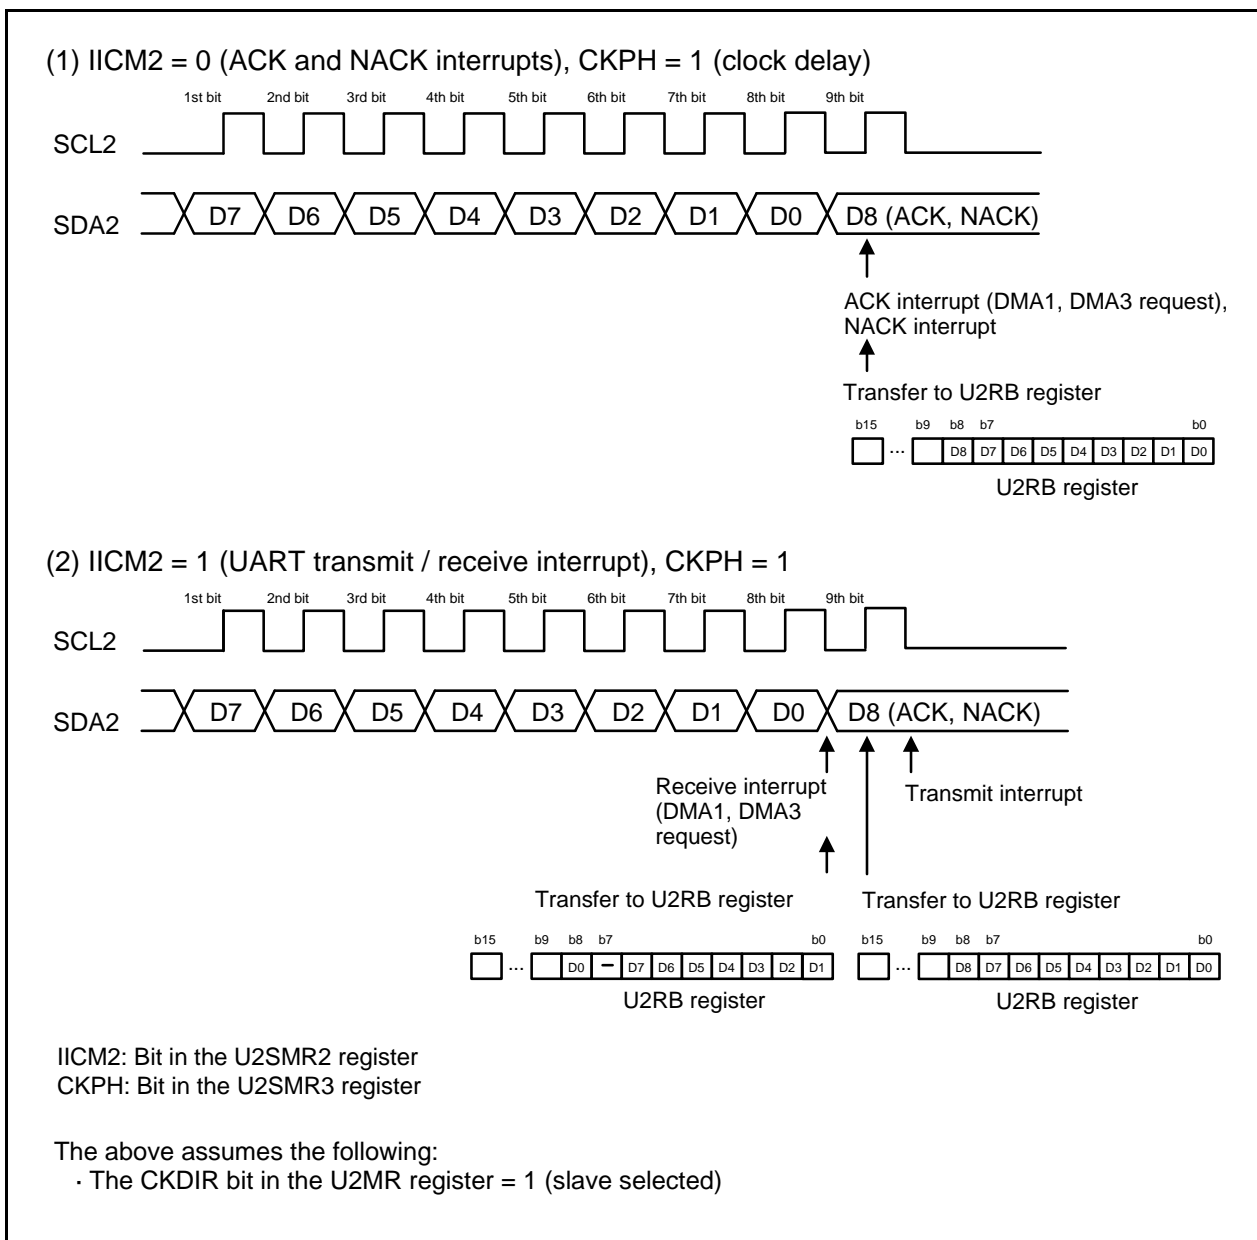 (1) IICM2 = 0 (ACK and NACK interrupts), CKPH = 1 (clock delay)
1st bit 2nd bit 3rd bit 4th bit 5th bit 6th bit 7th bit 8th bit 9th bit
SCL2
SDA2 D7 D6 D5 D4 D3 D2 D1 D0 D8 (ACK, NACK)
ACK interrupt (DMA1, DMA3 request),
NACK interrupt
Transfer to U2RB register
b15 b9 b8 b7 b0
... D8 D7 D6 D5 D4 D3 D2 D1 D0
U2RB register
(2) IICM2 = 1 (UART transmit / receive interrupt), CKPH = 1
1st bit 2nd bit 3rd bit 4th bit 5th bit 6th bit 7th bit 8th bit 9th bit
SCL2
SDA2 D7 D6 D5 D4 D3 D2 D1 D0 D8 (ACK, NACK)
Receive interrupt
(DMA1, DMA3
request)
Transmit interrupt
Transfer to U2RB register
b15 b9 b8 b7 b0
... D0 – D7 D6 D5 D4 D3 D2 D1
U2RB register
Transfer to U2RB register
b15 b9 b8 b7 b0
... D8 D7 D6 D5 D4 D3 D2 D1 D0
U2RB register
IICM2: Bit in the U2SMR2 register
CKPH: Bit in the U2SMR3 register
The above assumes the following:
· The CKDIR bit in the U2MR register = 1 (slave selected)